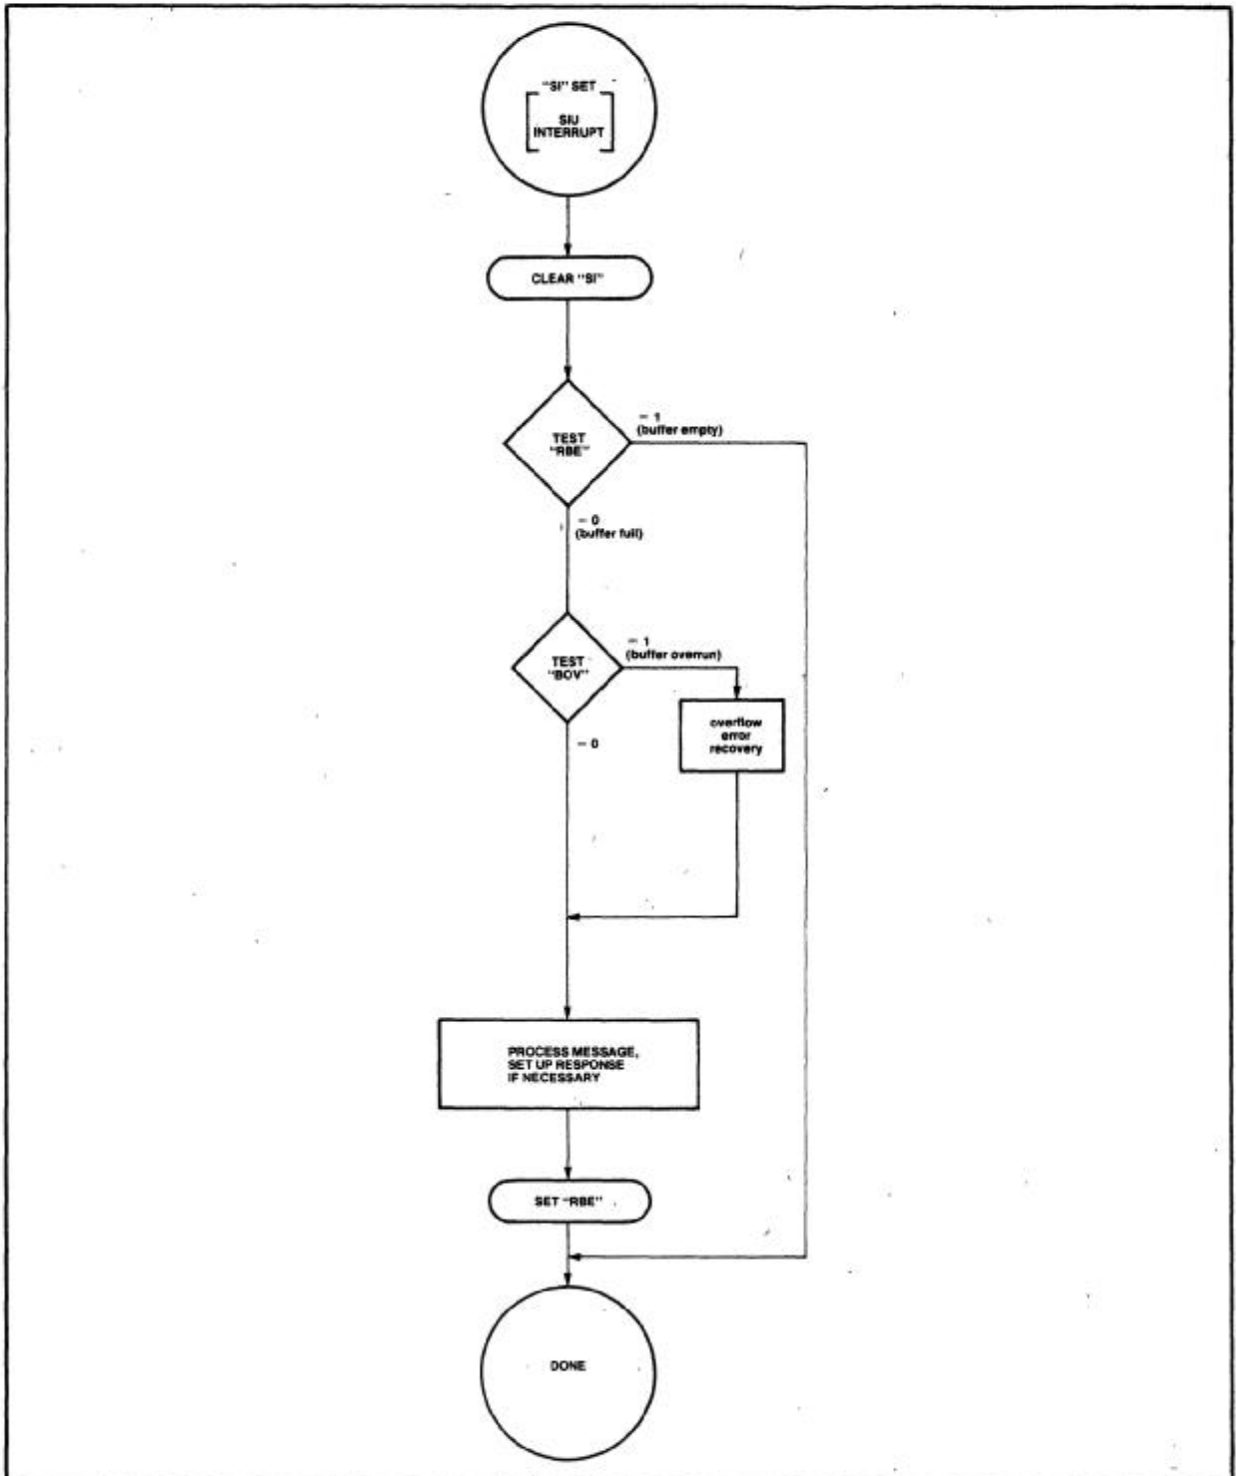 "SI" SET
SIU
INTERRUPT
CLEAR "SI"
TEST
"RBE"
= 1
(buffer empty)
= 0
(buffer full)
TEST
"BOV"
= 1
(buffer overrun)
overflow
error
recovery
= 0
PROCESS MESSAGE,
SET UP RESPONSE
IF NECESSARY
SET "RBE"
DONE